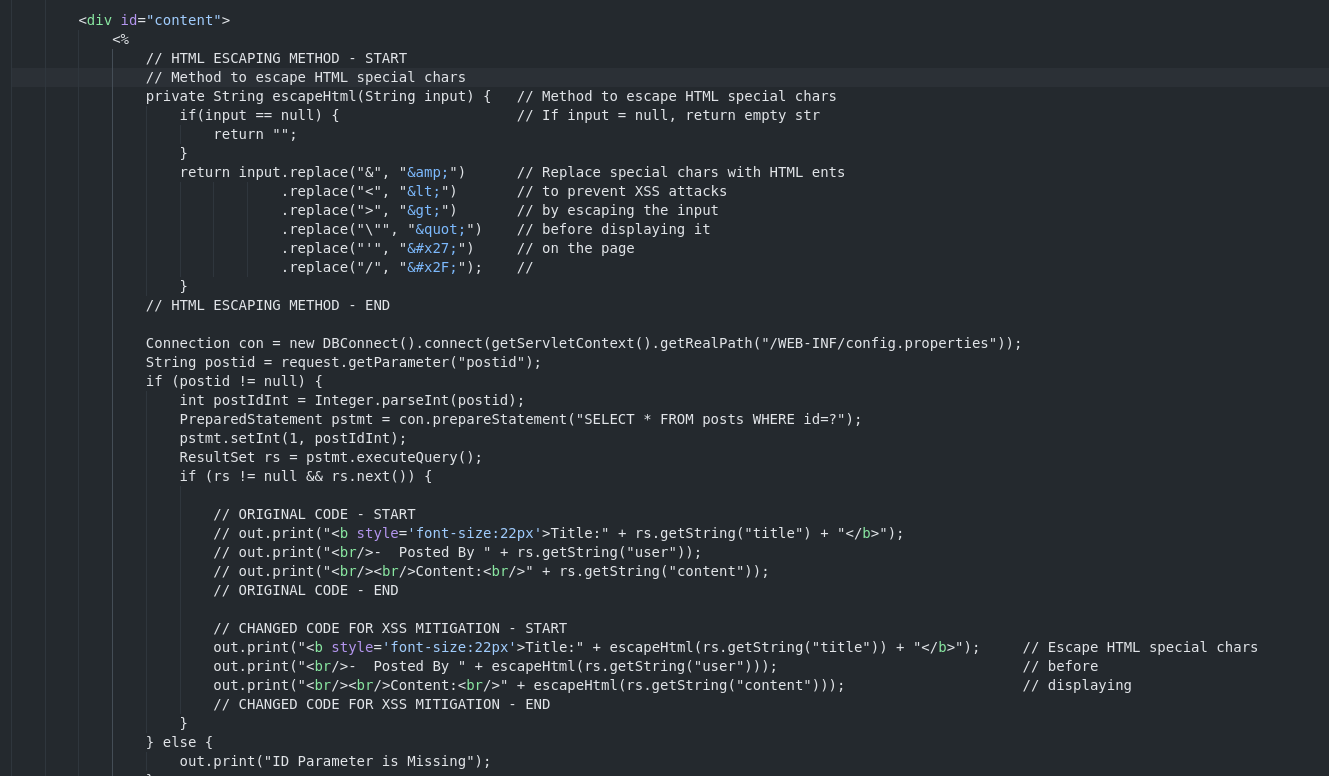 <div id="content">
<%
// HTML ESCAPING METHOD - START
// Method to escape HTML special chars
private String escapeHtml(String input) {   // Method to escape HTML special chars
if(input == null) {                     // If input = null, return empty str
return "";
}
return input.replace("&", "&amp;")      // Replace special chars with HTML ents
.replace("<", "&lt;")       // to prevent XSS attacks
.replace(">", "&gt;")       // by escaping the input
.replace("\"", "&quot;")    // before displaying it
.replace("'", "&#x27;")     // on the page
.replace("/", "&#x2F;");    //
}
// HTML ESCAPING METHOD - END
Connection con = new DBConnect().connect(getServletContext().getRealPath("/WEB-INF/config.properties"));
String postid = request.getParameter("postid");
if (postid != null) {
int postIdInt = Integer.parseInt(postid);
PreparedStatement pstmt = con.prepareStatement("SELECT * FROM posts WHERE id=?");
pstmt.setInt(1, postIdInt);
ResultSet rs = pstmt.executeQuery();
if (rs != null && rs.next()) {
// ORIGINAL CODE - START
// out.print("<b style='font-size:22px'>Title:" + rs.getString("title") + "</b>");
// out.print("<br/>-  Posted By " + rs.getString("user"));
// out.print("<br/><br/>Content:<br/>" + rs.getString("content"));
// ORIGINAL CODE - END
// CHANGED CODE FOR XSS MITIGATION - START
out.print("<b style='font-size:22px'>Title:" + escapeHtml(rs.getString("title")) + "</b>");     // Escape HTML special chars
out.print("<br/>-  Posted By " + escapeHtml(rs.getString("user")));                             // before
out.print("<br/><br/>Content:<br/>" + escapeHtml(rs.getString("content")));                     // displaying
// CHANGED CODE FOR XSS MITIGATION - END
}
} else {
out.print("ID Parameter is Missing");